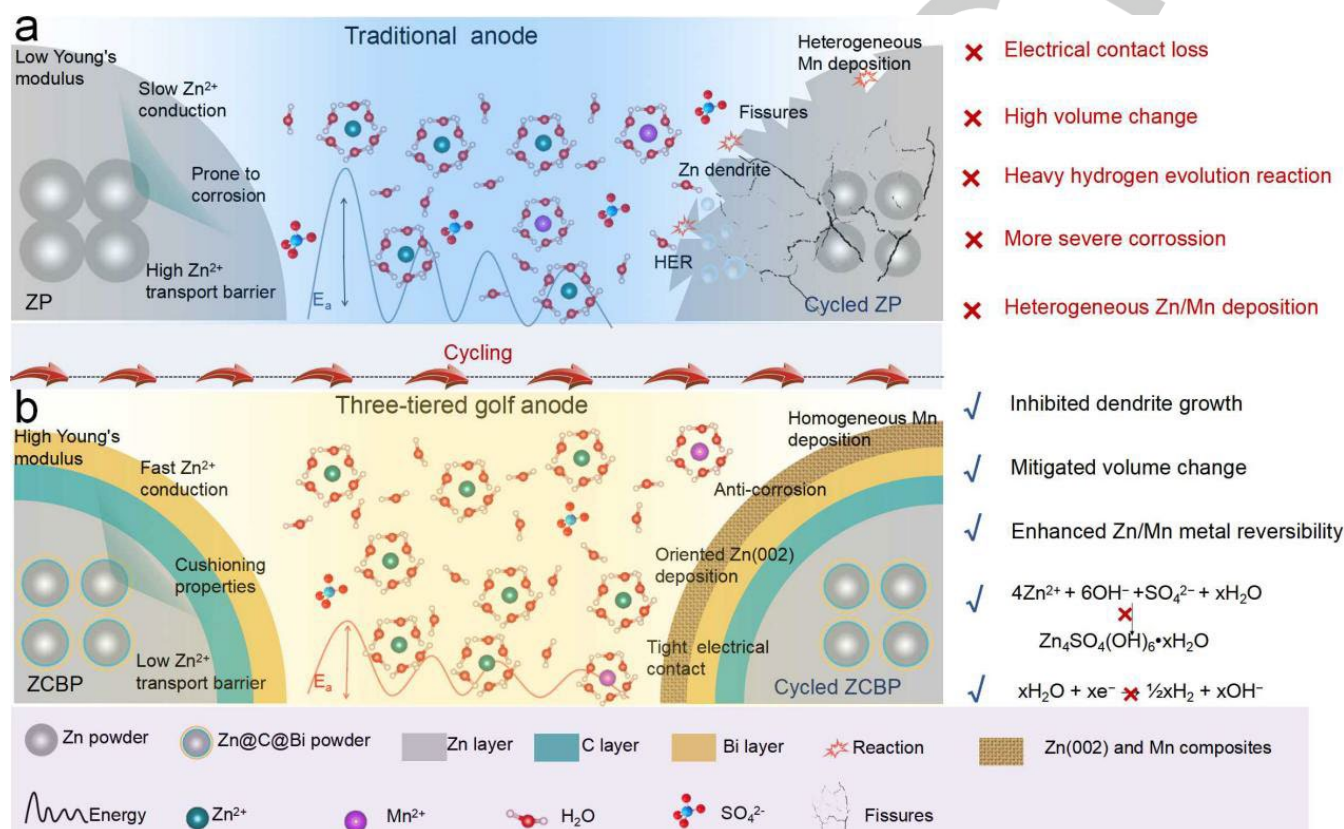 a
Traditional anode
Low Young's
modulus
Slow Zn²⁺
conduction
Prone to
corrosion
High Zn²⁺
transport barrier
ZP
Eₐ
Heterogeneous
Mn deposition
Fissures
Zn dendrite
HER
Cycled ZP
× Electrical contact loss
× High volume change
× Heavy hydrogen evolution reaction
× More severe corrossion
× Heterogeneous Zn/Mn deposition
Cycling
b
Three-tiered golf anode
High Young's
modulus
Fast Zn²⁺
conduction
Cushioning
properties
Low Zn²⁺
transport barrier
ZCBP
Eₐ
Homogeneous Mn
deposition
Anti-corrosion
Oriented Zn(002)
deposition
Tight electrical
contact
Cycled ZCBP
√ Inhibited dendrite growth
√ Mitigated volume change
√ Enhanced Zn/Mn metal reversibility
√ 4Zn²⁺ + 6OH⁻ +SO₄²⁻ + xH₂O
Zn₄SO₄(OH)₆•xH₂O
√ xH₂O + xe⁻ → ½xH₂ + xOH⁻
Zn powder
Zn@C@Bi powder
Zn layer
C layer
Bi layer
Reaction
Zn(002) and Mn composites
Energy
Zn²⁺
Mn²⁺
H₂O
SO₄²⁻
Fissures